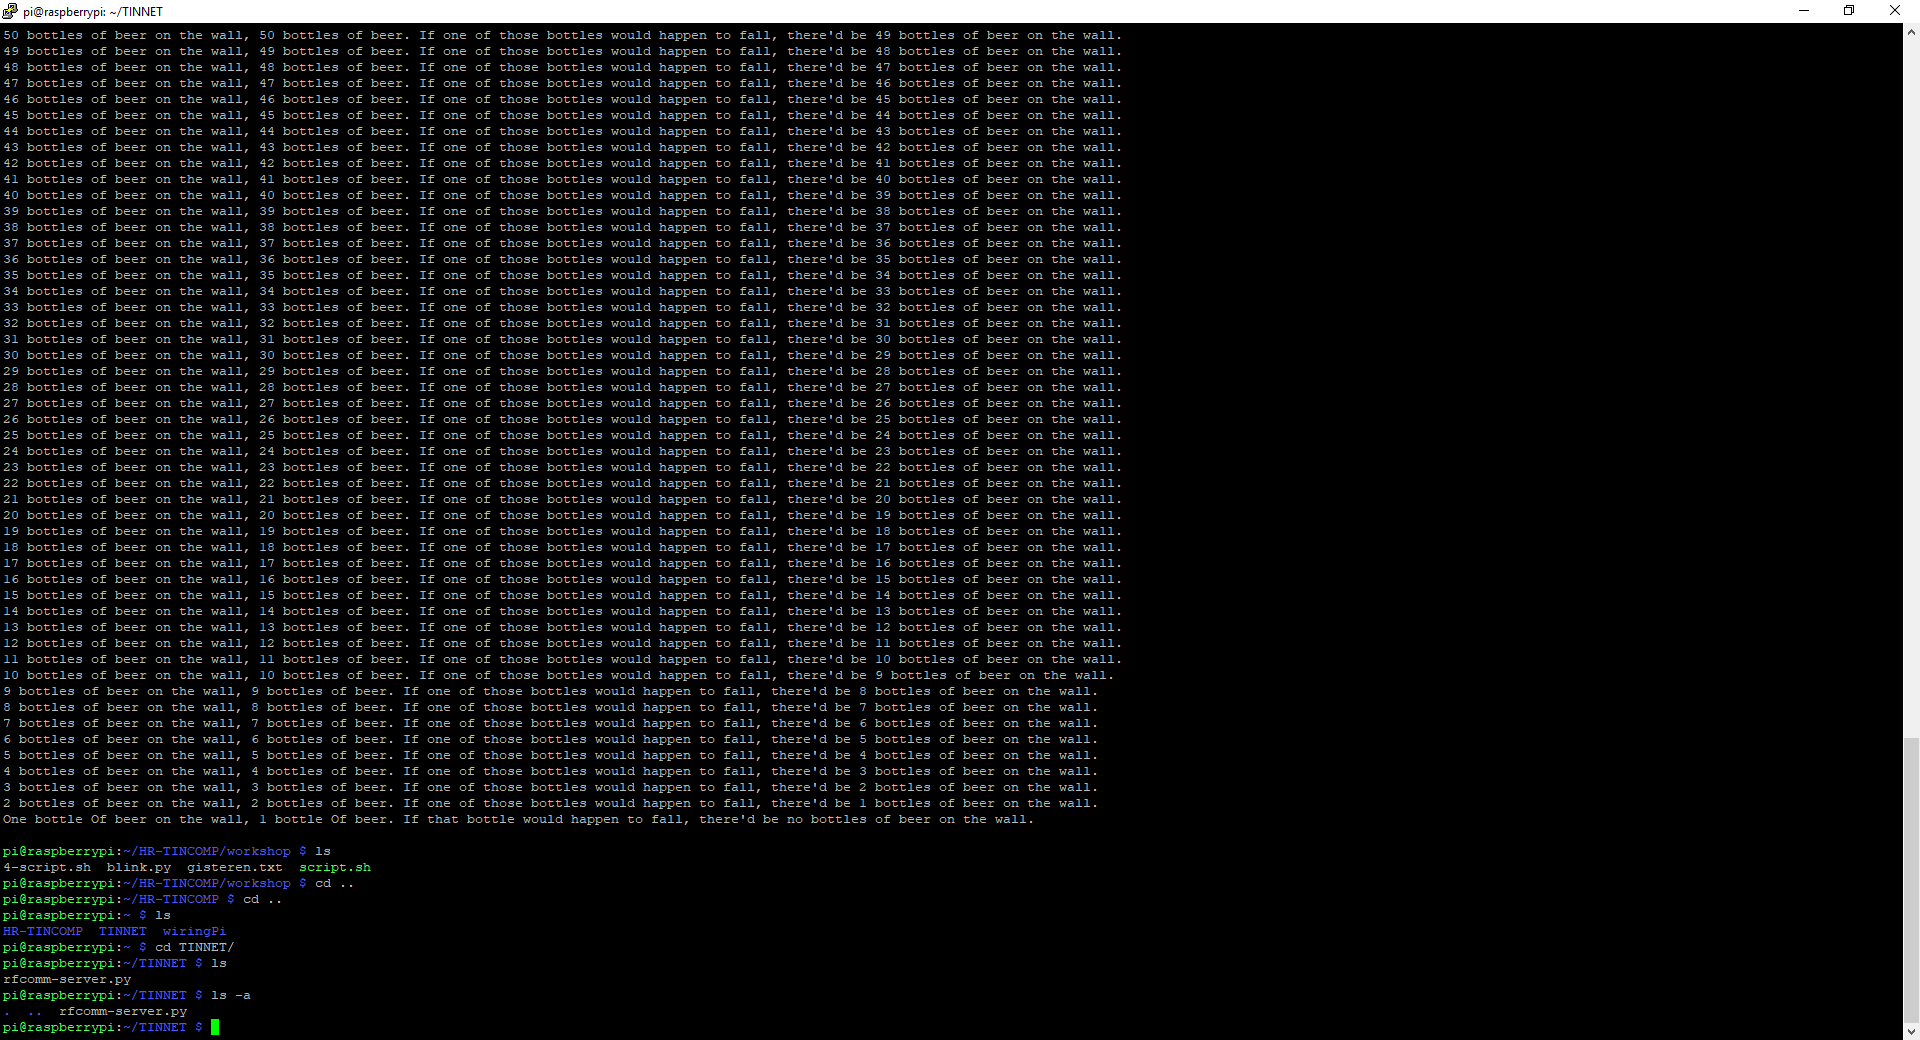 pi@raspberrypi: ~/TINNET
50 bottles of beer on the wall, 50 bottles of beer. If one of those bottles would happen to fall, there'd be 49 bottles of beer on the wall.
49 bottles of beer on the wall, 49 bottles of beer. If one of those bottles would happen to fall, there'd be 48 bottles of beer on the wall.
48 bottles of beer on the wall, 48 bottles of beer. If one of those bottles would happen to fall, there'd be 47 bottles of beer on the wall.
47 bottles of beer on the wall, 47 bottles of beer. If one of those bottles would happen to fall, there'd be 46 bottles of beer on the wall.
46 bottles of beer on the wall, 46 bottles of beer. If one of those bottles would happen to fall, there'd be 45 bottles of beer on the wall.
45 bottles of beer on the wall, 45 bottles of beer. If one of those bottles would happen to fall, there'd be 44 bottles of beer on the wall.
44 bottles of beer on the wall, 44 bottles of beer. If one of those bottles would happen to fall, there'd be 43 bottles of beer on the wall.
43 bottles of beer on the wall, 43 bottles of beer. If one of those bottles would happen to fall, there'd be 42 bottles of beer on the wall.
42 bottles of beer on the wall, 42 bottles of beer. If one of those bottles would happen to fall, there'd be 41 bottles of beer on the wall.
41 bottles of beer on the wall, 41 bottles of beer. If one of those bottles would happen to fall, there'd be 40 bottles of beer on the wall.
40 bottles of beer on the wall, 40 bottles of beer. If one of those bottles would happen to fall, there'd be 39 bottles of beer on the wall.
39 bottles of beer on the wall, 39 bottles of beer. If one of those bottles would happen to fall, there'd be 38 bottles of beer on the wall.
38 bottles of beer on the wall, 38 bottles of beer. If one of those bottles would happen to fall, there'd be 37 bottles of beer on the wall.
37 bottles of beer on the wall, 37 bottles of beer. If one of those bottles would happen to fall, there'd be 36 bottles of beer on the wall.
36 bottles of beer on the wall, 36 bottles of beer. If one of those bottles would happen to fall, there'd be 35 bottles of beer on the wall.
35 bottles of beer on the wall, 35 bottles of beer. If one of those bottles would happen to fall, there'd be 34 bottles of beer on the wall.
34 bottles of beer on the wall, 34 bottles of beer. If one of those bottles would happen to fall, there'd be 33 bottles of beer on the wall.
33 bottles of beer on the wall, 33 bottles of beer. If one of those bottles would happen to fall, there'd be 32 bottles of beer on the wall.
32 bottles of beer on the wall, 32 bottles of beer. If one of those bottles would happen to fall, there'd be 31 bottles of beer on the wall.
31 bottles of beer on the wall, 31 bottles of beer. If one of those bottles would happen to fall, there'd be 30 bottles of beer on the wall.
30 bottles of beer on the wall, 30 bottles of beer. If one of those bottles would happen to fall, there'd be 29 bottles of beer on the wall.
29 bottles of beer on the wall, 29 bottles of beer. If one of those bottles would happen to fall, there'd be 28 bottles of beer on the wall.
28 bottles of beer on the wall, 28 bottles of beer. If one of those bottles would happen to fall, there'd be 27 bottles of beer on the wall.
27 bottles of beer on the wall, 27 bottles of beer. If one of those bottles would happen to fall, there'd be 26 bottles of beer on the wall.
26 bottles of beer on the wall, 26 bottles of beer. If one of those bottles would happen to fall, there'd be 25 bottles of beer on the wall.
25 bottles of beer on the wall, 25 bottles of beer. If one of those bottles would happen to fall, there'd be 24 bottles of beer on the wall.
24 bottles of beer on the wall, 24 bottles of beer. If one of those bottles would happen to fall, there'd be 23 bottles of beer on the wall.
23 bottles of beer on the wall, 23 bottles of beer. If one of those bottles would happen to fall, there'd be 22 bottles of beer on the wall.
22 bottles of beer on the wall, 22 bottles of beer. If one of those bottles would happen to fall, there'd be 21 bottles of beer on the wall.
21 bottles of beer on the wall, 21 bottles of beer. If one of those bottles would happen to fall, there'd be 20 bottles of beer on the wall.
20 bottles of beer on the wall, 20 bottles of beer. If one of those bottles would happen to fall, there'd be 19 bottles of beer on the wall.
19 bottles of beer on the wall, 19 bottles of beer. If one of those bottles would happen to fall, there'd be 18 bottles of beer on the wall.
18 bottles of beer on the wall, 18 bottles of beer. If one of those bottles would happen to fall, there'd be 17 bottles of beer on the wall.
17 bottles of beer on the wall, 17 bottles of beer. If one of those bottles would happen to fall, there'd be 16 bottles of beer on the wall.
16 bottles of beer on the wall, 16 bottles of beer. If one of those bottles would happen to fall, there'd be 15 bottles of beer on the wall.
15 bottles of beer on the wall, 15 bottles of beer. If one of those bottles would happen to fall, there'd be 14 bottles of beer on the wall.
14 bottles of beer on the wall, 14 bottles of beer. If one of those bottles would happen to fall, there'd be 13 bottles of beer on the wall.
13 bottles of beer on the wall, 13 bottles of beer. If one of those bottles would happen to fall, there'd be 12 bottles of beer on the wall.
12 bottles of beer on the wall, 12 bottles of beer. If one of those bottles would happen to fall, there'd be 11 bottles of beer on the wall.
11 bottles of beer on the wall, 11 bottles of beer. If one of those bottles would happen to fall, there'd be 10 bottles of beer on the wall.
10 bottles of beer on the wall, 10 bottles of beer. If one of those bottles would happen to fall, there'd be 9 bottles of beer on the wall.
9 bottles of beer on the wall, 9 bottles of beer. If one of those bottles would happen to fall, there'd be 8 bottles of beer on the wall.
8 bottles of beer on the wall, 8 bottles of beer. If one of those bottles would happen to fall, there'd be 7 bottles of beer on the wall.
7 bottles of beer on the wall, 7 bottles of beer. If one of those bottles would happen to fall, there'd be 6 bottles of beer on the wall.
6 bottles of beer on the wall, 6 bottles of beer. If one of those bottles would happen to fall, there'd be 5 bottles of beer on the wall.
5 bottles of beer on the wall, 5 bottles of beer. If one of those bottles would happen to fall, there'd be 4 bottles of beer on the wall.
4 bottles of beer on the wall, 4 bottles of beer. If one of those bottles would happen to fall, there'd be 3 bottles of beer on the wall.
3 bottles of beer on the wall, 3 bottles of beer. If one of those bottles would happen to fall, there'd be 2 bottles of beer on the wall.
2 bottles of beer on the wall, 2 bottles of beer. If one of those bottles would happen to fall, there'd be 1 bottles of beer on the wall.
One bottle Of beer on the wall, 1 bottle Of beer. If that bottle would happen to fall, there'd be no bottles of beer on the wall.
pi@raspberrypi:~/HR-TINCOMP/workshop $ ls
4-script.sh  blink.py  gisteren.txt  script.sh
pi@raspberrypi:~/HR-TINCOMP/workshop $ cd ..
pi@raspberrypi:~/HR-TINCOMP $ cd ..
pi@raspberrypi:~ $ ls
HR-TINCOMP  TINNET  wiringPi
pi@raspberrypi:~ $ cd TINNET/
pi@raspberrypi:~/TINNET $ ls
rfcomm-server.py
pi@raspberrypi:~/TINNET $ ls -a
.  ..  rfcomm-server.py
pi@raspberrypi:~/TINNET $